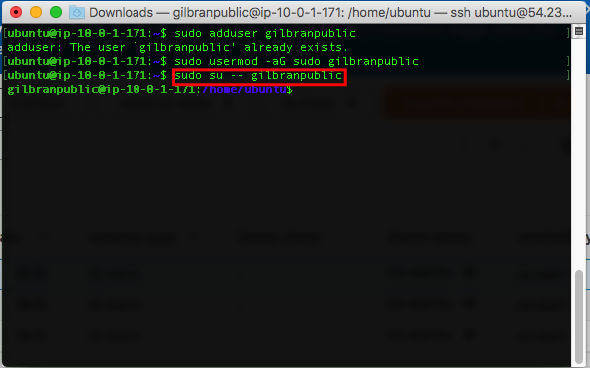 Downloads — gilbranpublic@ip-10-0-1-171: /home/ubuntu — ssh ubuntu@54.23...
[ubuntu@ip-10-0-1-171:~$ sudo adduser gilbranpublic ]
adduser: The user `gilbranpublic' already exists.
[ubuntu@ip-10-0-1-171:~$ sudo usermod -aG sudo gilbranpublic ]
[ubuntu@ip-10-0-1-171:~$ sudo su -- gilbranpublic ]
gilbranpublic@ip-10-0-1-171:/home/ubuntu$